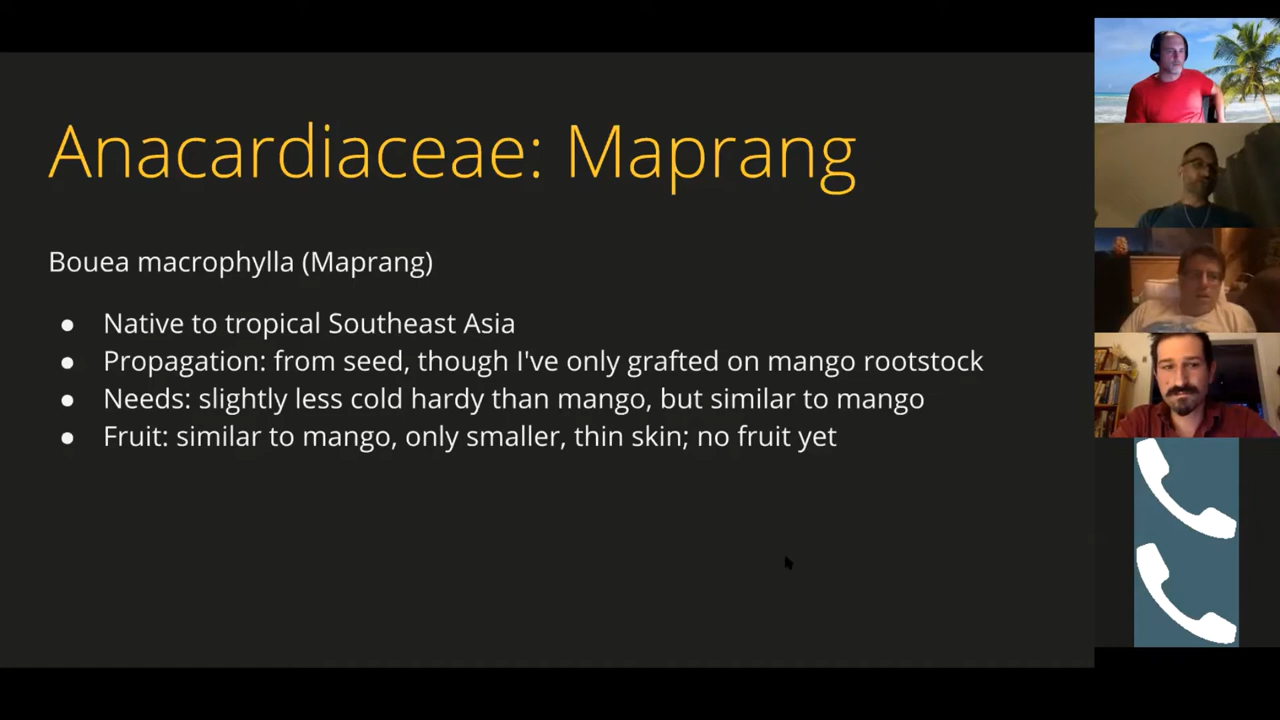 Anacardiaceae: Maprang
Bouea macrophylla (Maprang)
● Native to tropical Southeast Asia
● Propagation: from seed, though I've only grafted on mango rootstock
● Needs: slightly less cold hardy than mango, but similar to mango
● Fruit: similar to mango, only smaller, thin skin; no fruit yet